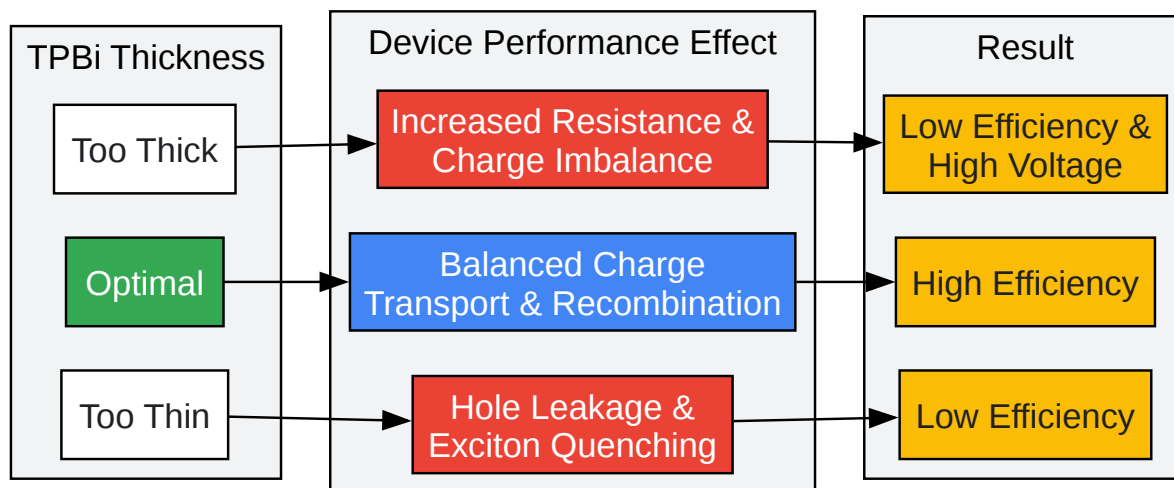 TPBi Thickness
Device Performance Effect
Result
Too Thick
Increased Resistance &
Charge Imbalance
Low Efficiency &
High Voltage
Optimal
Balanced Charge
Transport & Recombination
High Efficiency
Too Thin
Hole Leakage &
Exciton Quenching
Low Efficiency